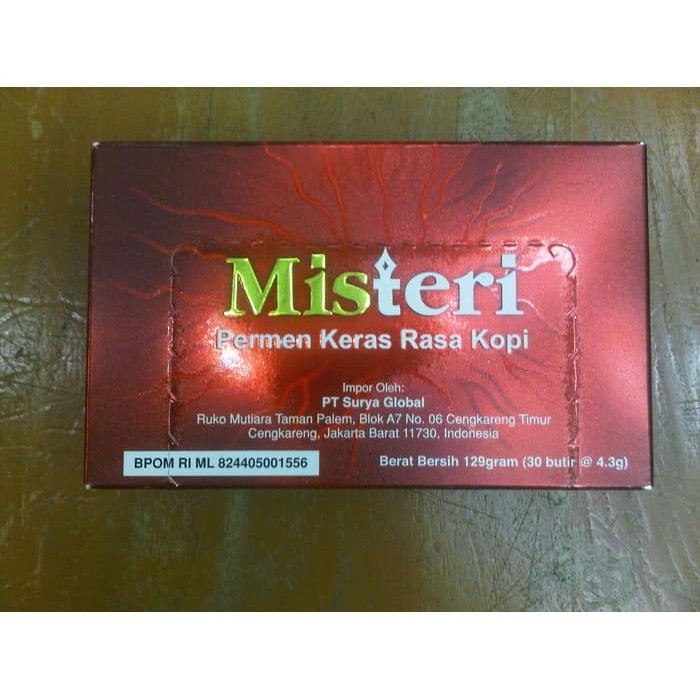 Misteri
Permen Keras Rasa Kopi
Impor Oleh:
PT Surya Global
Ruko Mutiara Taman Palem, Blok A7 No. 06 Cengkareng Timur
Cengkareng, Jakarta Barat 11730, Indonesia
BPOM RI ML 824405001556
Berat Bersih 129gram (30 butir @ 4.3g)